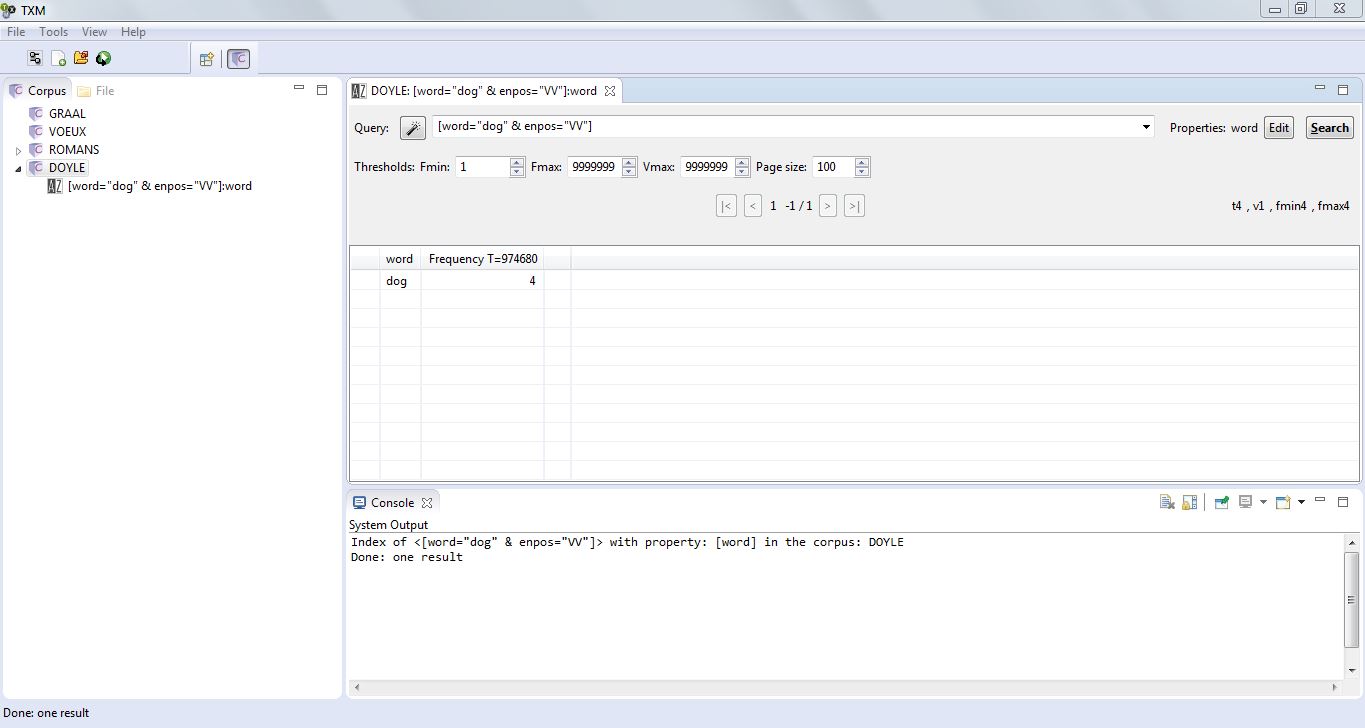 TXM
File Tools View Help
Corpus File
GRAAL
VOEUX
ROMANS
DOYLE
AZ [word="dog" & enpos="VV"]:word
AZ DOYLE: [word="dog" & enpos="VV"]:word
Query: [word="dog" & enpos="VV"] Properties: word Edit Search
Thresholds: Fmin: 1 Fmax: 9999999 Vmax: 9999999 Page size: 100
|< < 1 -1 / 1 > >| t4 , v1 , fmin4 , fmax4
word Frequency T=974680
dog 4
Console
System Output
Index of <[word="dog" & enpos="VV"]> with property: [word] in the corpus: DOYLE
Done: one result
Done: one result